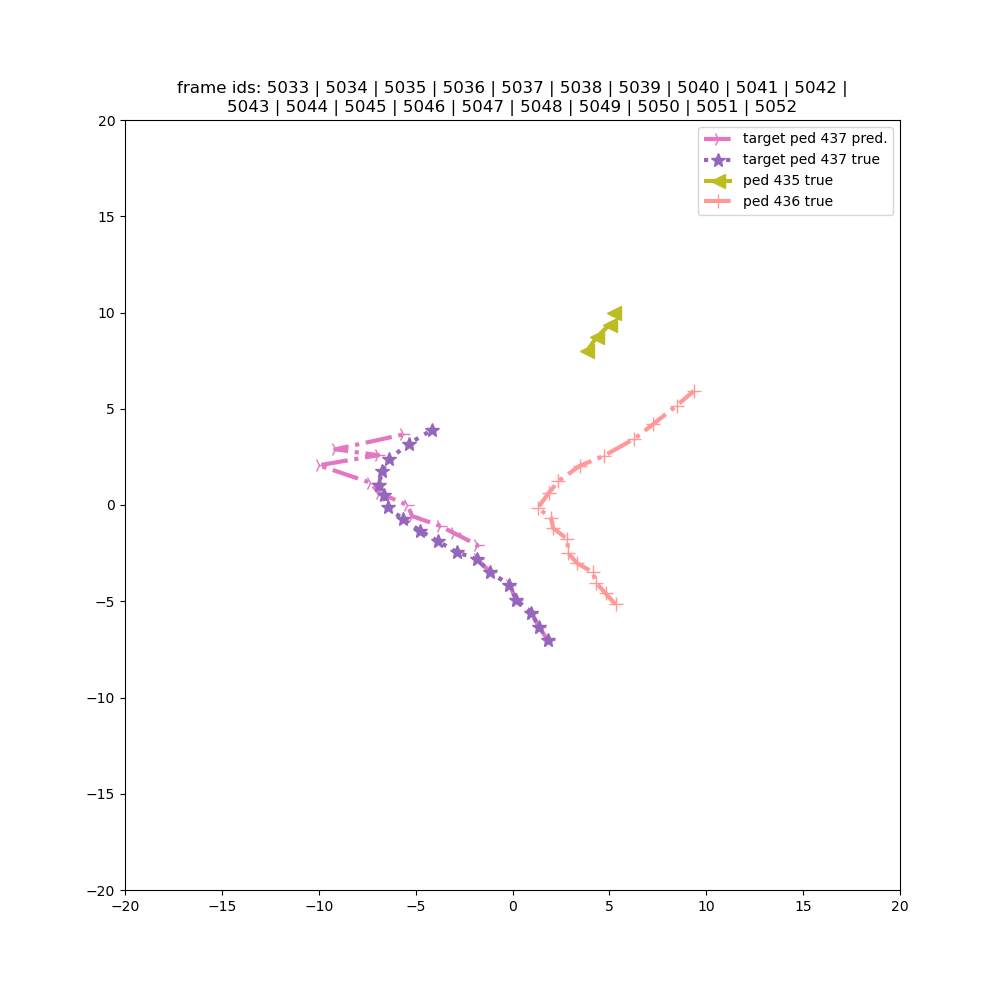 frame ids: 5033 | 5034 | 5035 | 5036 | 5037 | 5038 | 5039 | 5040 | 5041 | 5042 |
5043 | 5044 | 5045 | 5046 | 5047 | 5048 | 5049 | 5050 | 5051 | 5052
target ped 437 pred.
target ped 437 true
ped 435 true
ped 436 true
20
15
10
5
0
−5
−10
−15
−20
−20 −15 −10 −5 0 5 10 15 20